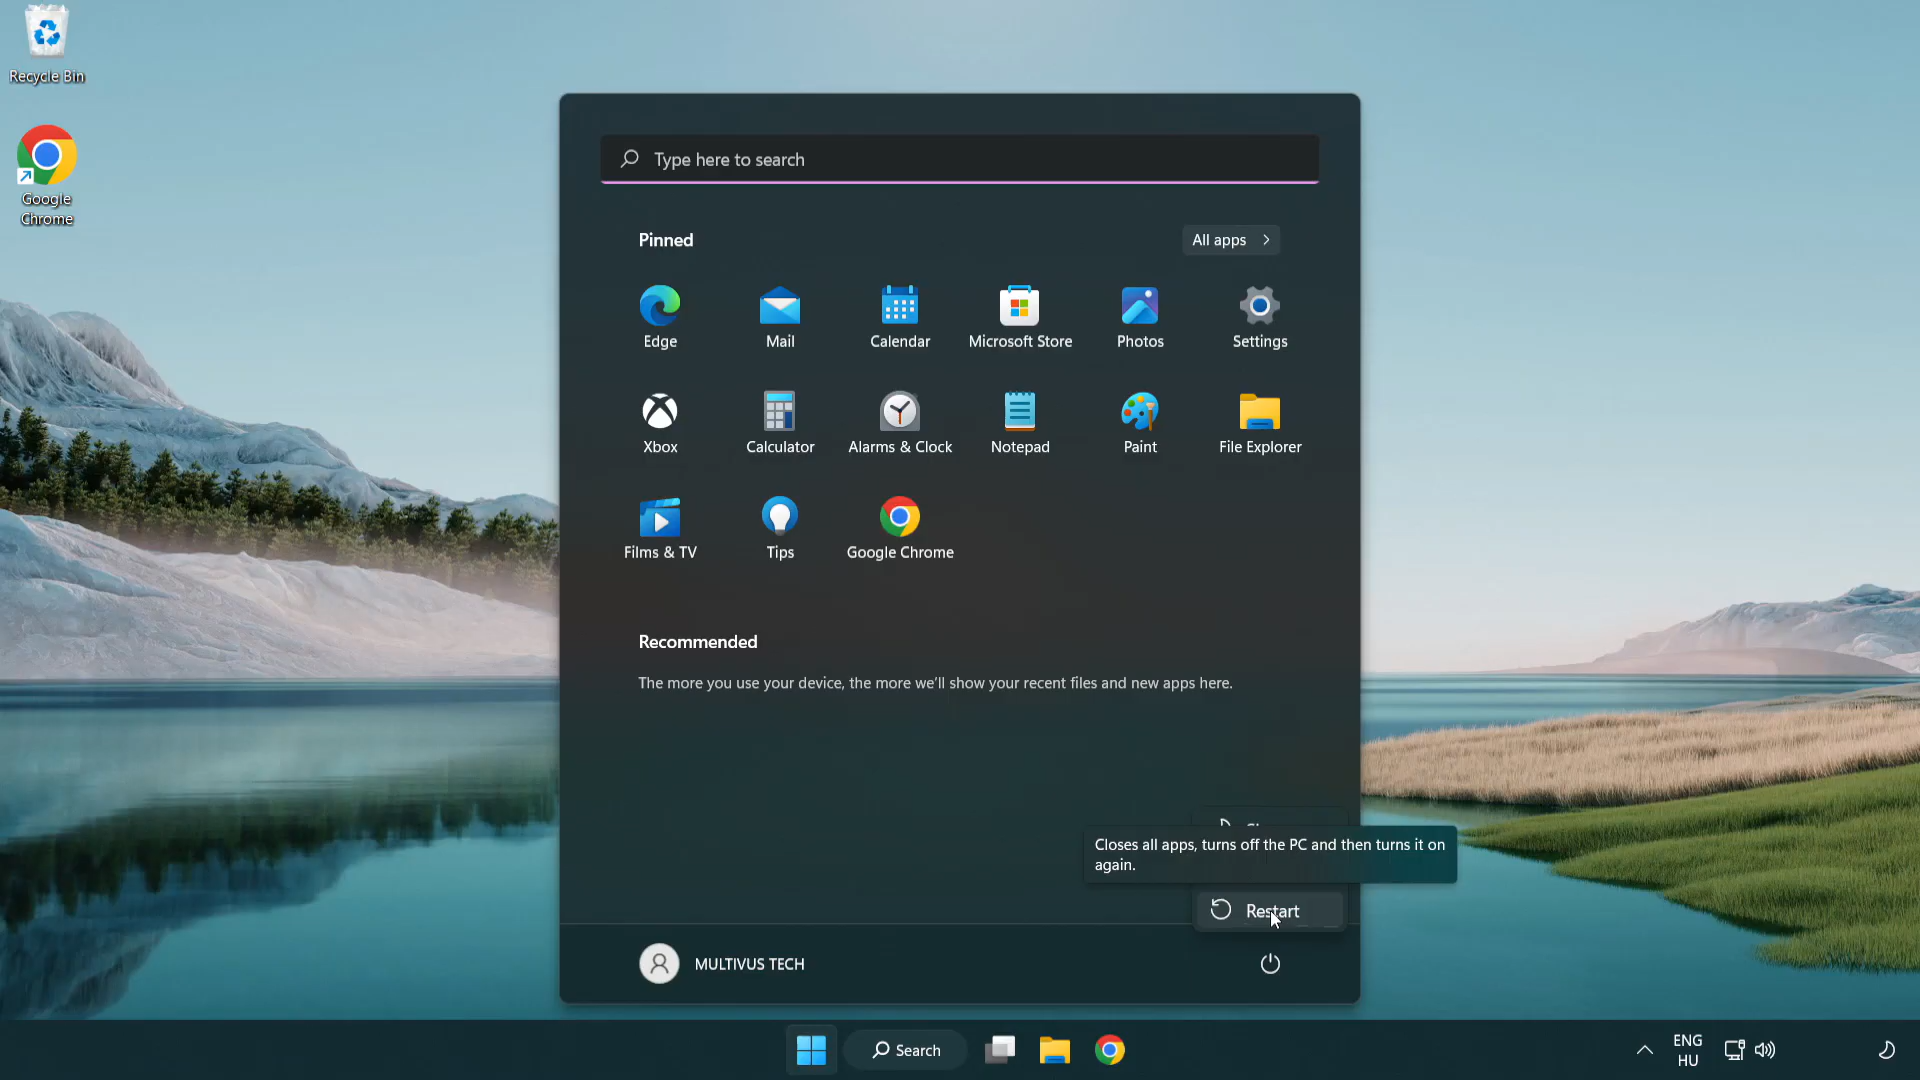 Recycle Bin
Google
Chrome
Type here to search
Pinned
All apps
Edge
Mail
Calendar
Microsoft Store
Photos
Settings
Xbox
Calculator
Alarms & Clock
Notepad
Paint
File Explorer
Films & TV
Tips
Google Chrome
Recommended
The more you use your device, the more we'll show your recent files and new apps here.
Closes all apps, turns off the PC and then turns it on
again.
Restart
MULTIVUS TECH
Search
ENG
HU